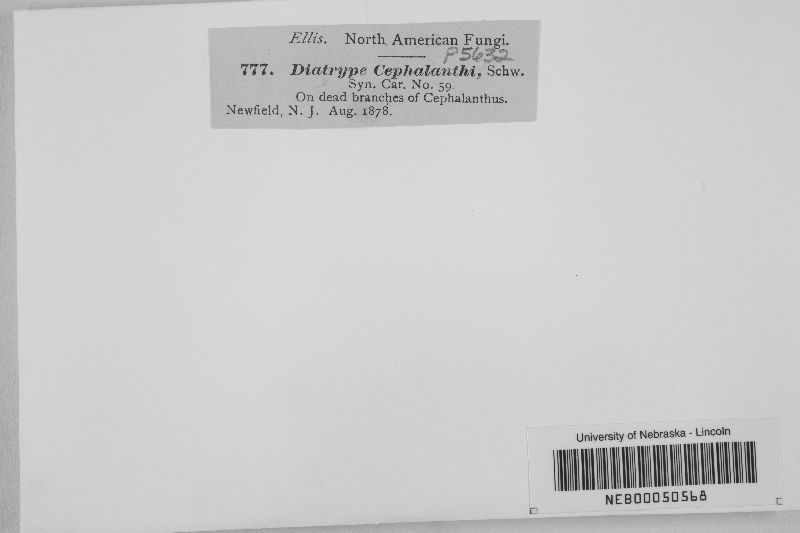 Ellis. North American Fungi.
P5632
777. Diatrype Cephalanthi, Schw.
Syn. Car. No. 59.
On dead branches of Cephalanthus.
Newfield, N. J. Aug. 1878.
University of Nebraska - Lincoln
NEB00050568